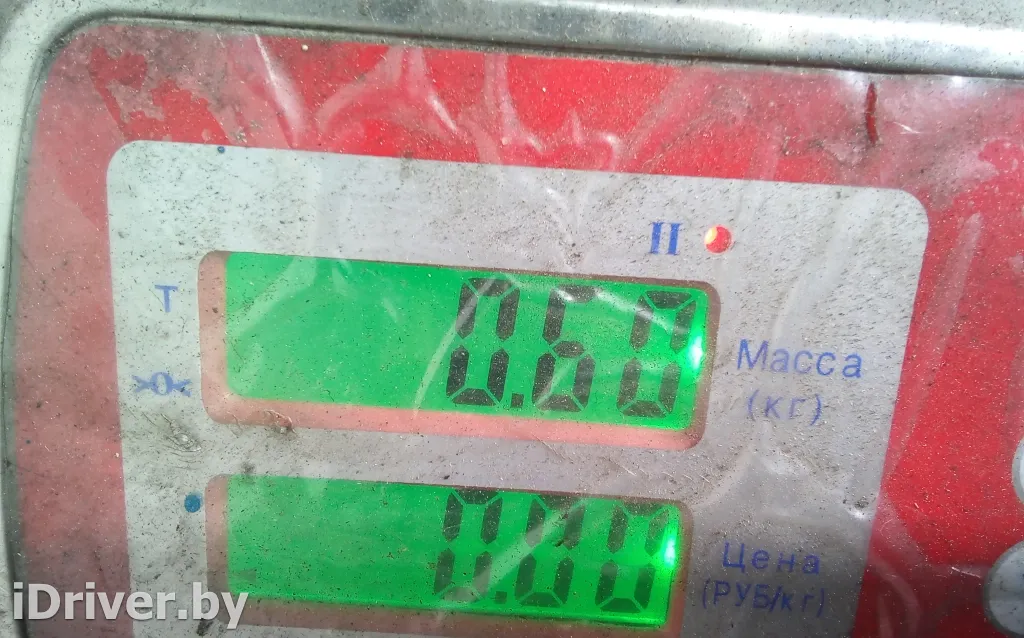 II
T
0.60
Масса
(кг)
>0<
0.00
Цена
(РУБ/кг)
iDriver.by